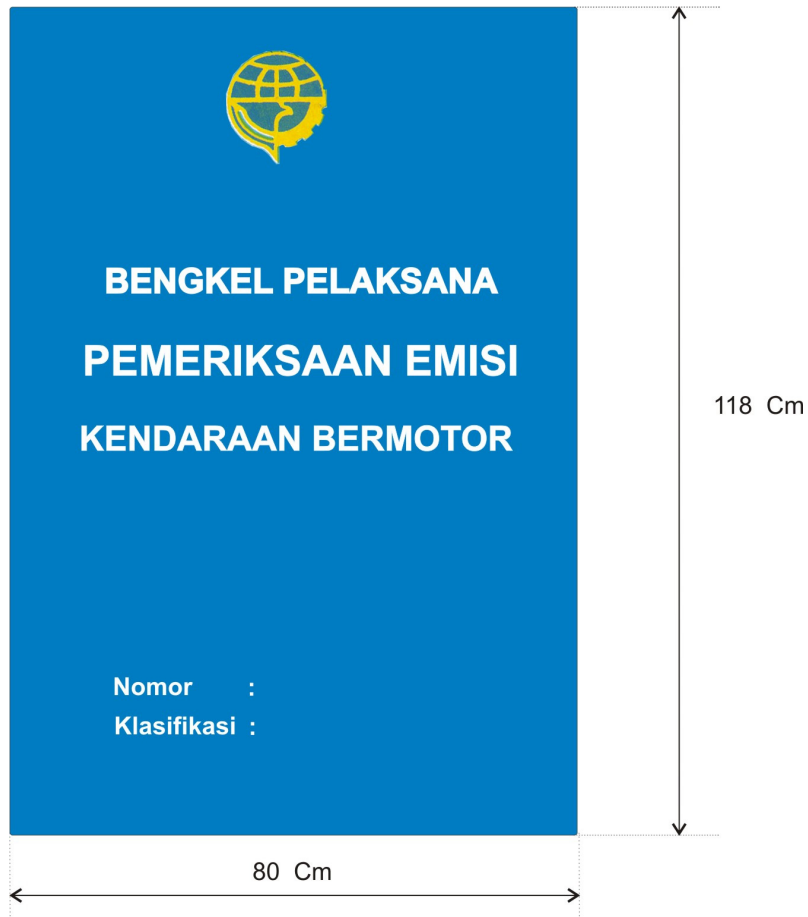 BENGKEL PELAKSANA
PEMERIKSAAN EMISI
KENDARAAN BERMOTOR
118 Cm
Nomor :
Klasifikasi :
80 Cm